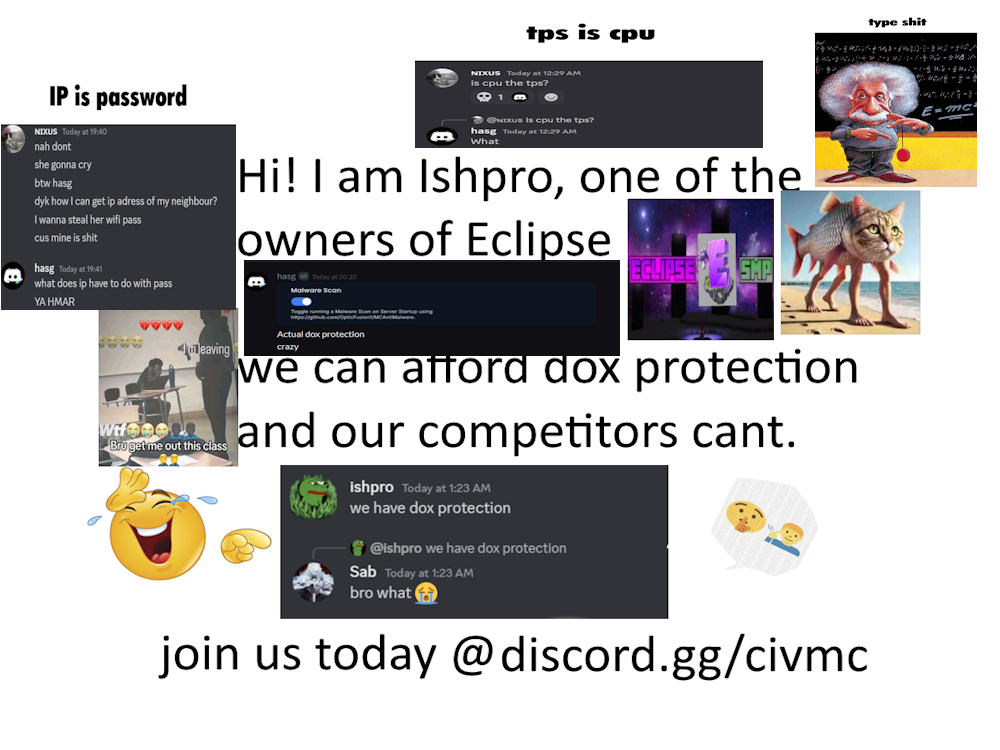 tps is cpu
type shit
NIXUS Today at 12:29 AM
is cpu the tps?
1
@NIXUS is cpu the tps?
hasg Today at 12:29 AM
What
E=mc²
IP is password
NIXUS Today at 19:40
nah dont
she gonna cry
btw hasg
dyk how I can get ip adress of my neighbour?
I wanna steal her wifi pass
cus mine is shit
hasg Today at 19:41
what does ip have to do with pass
YA HMAR
Hi! I am Ishpro, one of the
owners of Eclipse
ECLIPSE E SMP
hasg Today at 00:20
Malware Scan
Toggle running a Malware Scan on Server Startup using
https://github.com/OpticFusion1/MCAntiMalware.
Actual dox protection
crazy
I'm leaving
Wtf
Bru get me out this class
we can afford dox protection
and our competitors cant.
ishpro Today at 1:23 AM
we have dox protection
@ishpro we have dox protection
Sab Today at 1:23 AM
bro what 😭
join us today @discord.gg/civmc